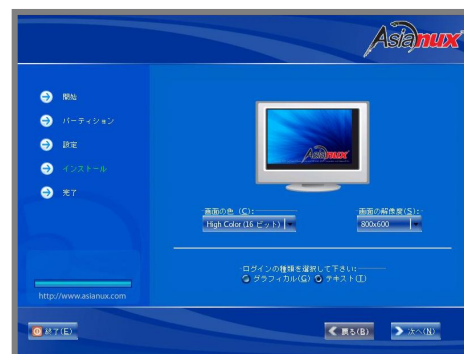 Asianux
開始
パーティション
設定
インストール
完了
Asianux
画面の色 (C):
High Color (16 ビット)
画面の解像度(S):
800x600
ログインの種類を選択して下さい:
グラフィカル(G) テキスト(T)
http://www.asianux.com
終了(E)
戻る(B)
次へ(N)